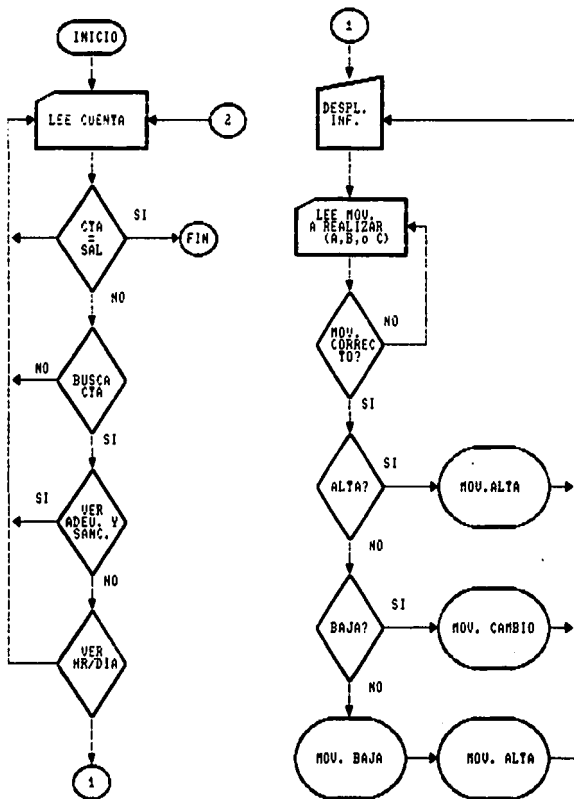 INICIO
LEE CUENTA
2
CTA
=
SAL
SI
FIN
NO
BUSCA
CTA
NO
SI
VER
ADEU. Y
SANC.
SI
NO
VER
HR/DIA
1
1
DESPL.
INF.
LEE MOV.
A REALIZAR
(A,B,o C)
MOV.
CORREC
TO?
NO
SI
ALTA?
SI
MOV.ALTA
NO
BAJA?
SI
MOV. CAMBIO
NO
MOV. BAJA
MOV. ALTA